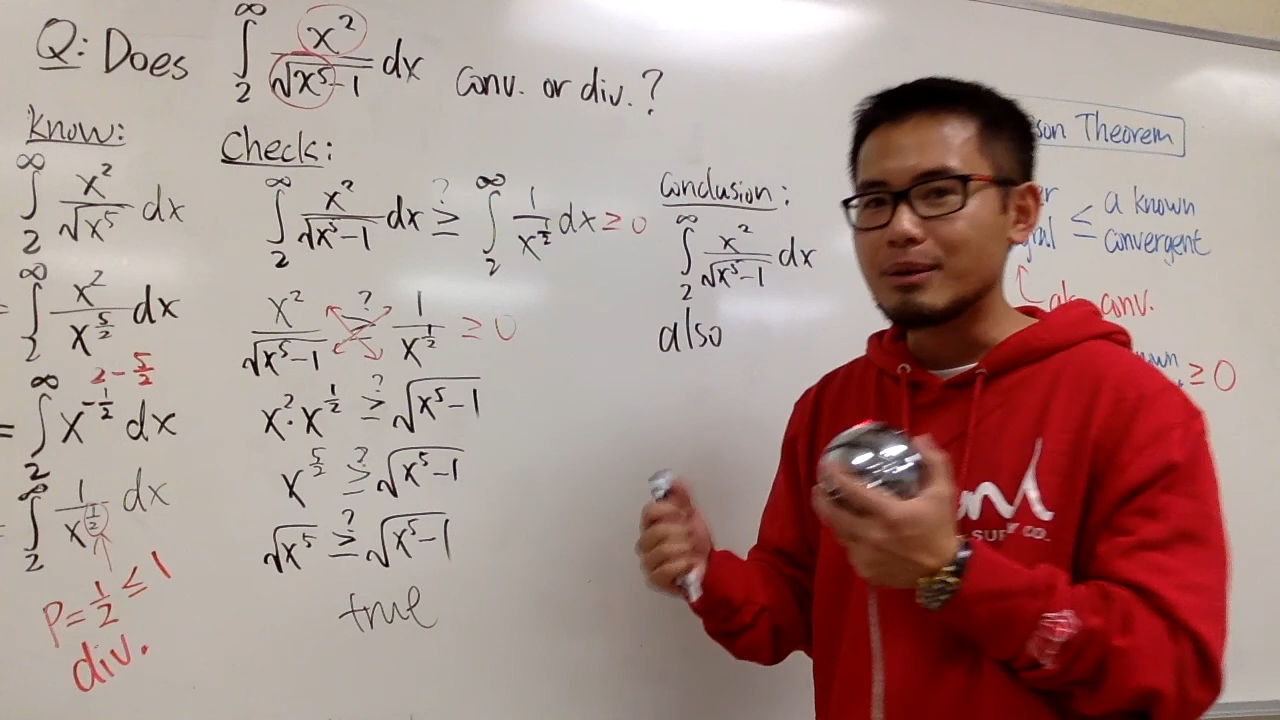 Q: Does ∫₂^∞ x²/√(x⁵-1) dx conv. or div.?
Know:
∫₂^∞ x²/√x⁵ dx
= ∫₂^∞ x²/x^(5/2) dx
2 - 5/2
= ∫₂^∞ x^(-1/2) dx
= ∫₂^∞ 1/x^(1/2) dx
P = 1/2 ≤ 1
div.
Check:
∫₂^∞ x²/√(x⁵-1) dx ≥? ∫₂^∞ 1/x^(1/2) dx ≥ 0
x²/√(x⁵-1) ≥? 1/x^(1/2) ≥ 0
x²·x^(1/2) ≥? √(x⁵-1)
x^(5/2) ≥? √(x⁵-1)
√x⁵ ≥? √(x⁵-1)
true
Conclusion:
∫₂^∞ x²/√(x⁵-1) dx
also
Theorem
≤ a known
convergent
conv.
≥ 0
CO.